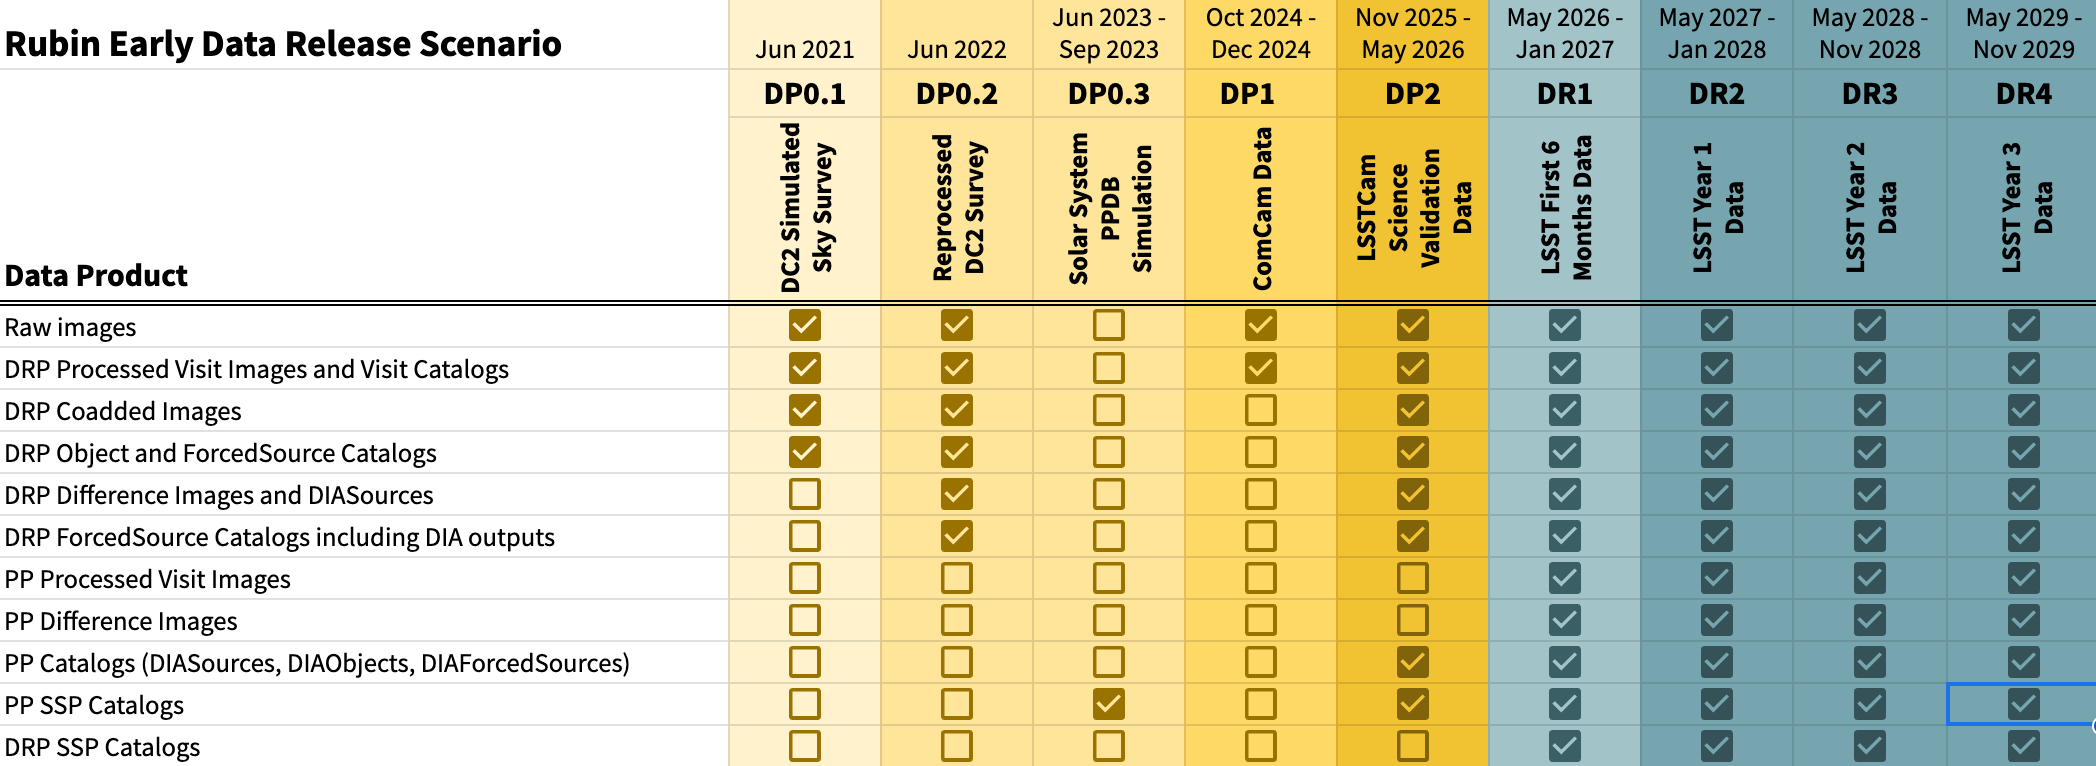 Rubin Early Data Release Scenario
Jun 2021
Jun 2022
Jun 2023 -
Sep 2023
Oct 2024 -
Dec 2024
Nov 2025 -
May 2026
May 2026 -
Jan 2027
May 2027 -
Jan 2028
May 2028 -
Nov 2028
May 2029 -
Nov 2029
DP0.1
DP0.2
DP0.3
DP1
DP2
DR1
DR2
DR3
DR4
Data Product
DC2 Simulated
Sky Survey
Reprocessed
DC2 Survey
Solar System
PPDB
Simulation
ComCam Data
LSSTCam
Science
Validation
Data
LSST First 6
Months Data
LSST Year 1
Data
LSST Year 2
Data
LSST Year 3
Data
Raw images
DRP Processed Visit Images and Visit Catalogs
DRP Coadded Images
DRP Object and ForcedSource Catalogs
DRP Difference Images and DIASources
DRP ForcedSource Catalogs including DIA outputs
PP Processed Visit Images
PP Difference Images
PP Catalogs (DIASources, DIAObjects, DIAForcedSources)
PP SSP Catalogs
DRP SSP Catalogs